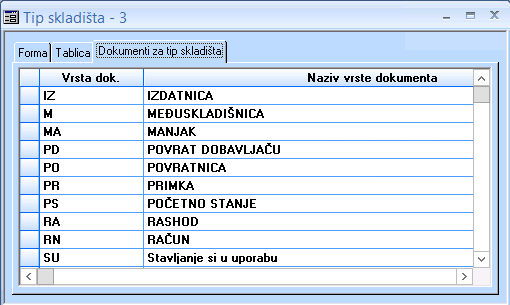 Tip skladišta - 3
Forma Tablica Dokumenti za tip skladišta
Vrsta dok. Naziv vrste dokumenta
IZ IZDATNICA
M MEĐUSKLADIŠNICA
MA MANJAK
PD POVRAT DOBAVLJAČU
PO POVRATNICA
PR PRIMKA
PS POČETNO STANJE
RA RASHOD
RN RAČUN
SU Stavljanje si u uporabu